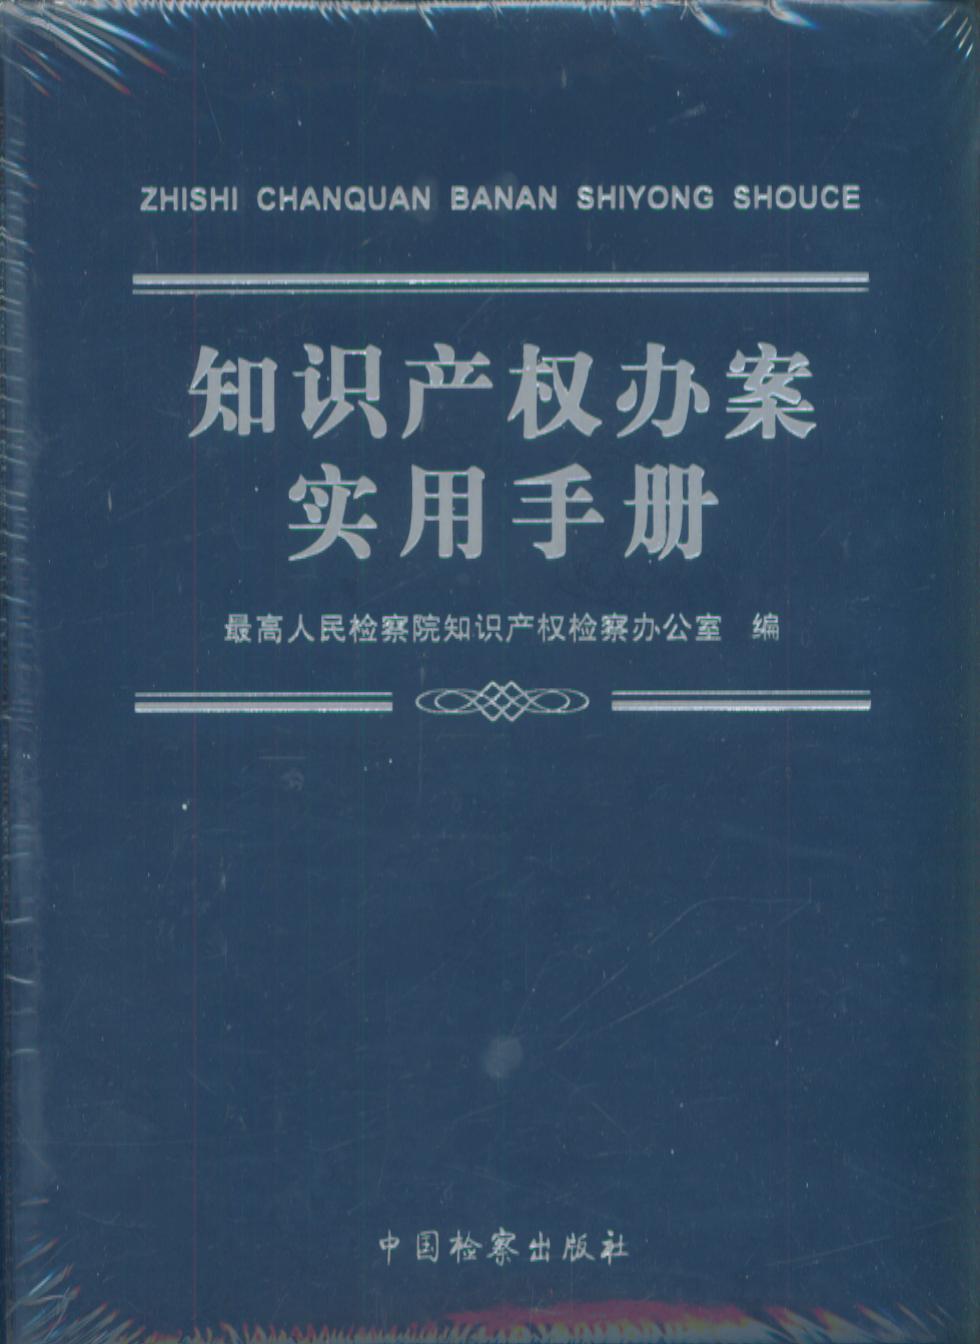 ZHISHI CHANQUAN BANAN SHIYONG SHOUCE
知识产权办案
实用手册
最高人民检察院知识产权检察办公室 编
中国检察出版社